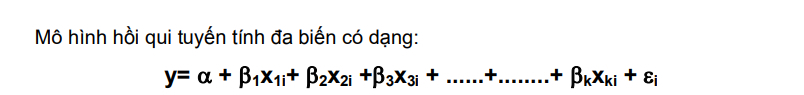 Mô hình hồi qui tuyến tính đa biến có dạng:
y= α + β₁x₁ᵢ+ β₂x₂ᵢ +β₃x₃ᵢ + ......+........+ βₖxₖᵢ + εᵢ